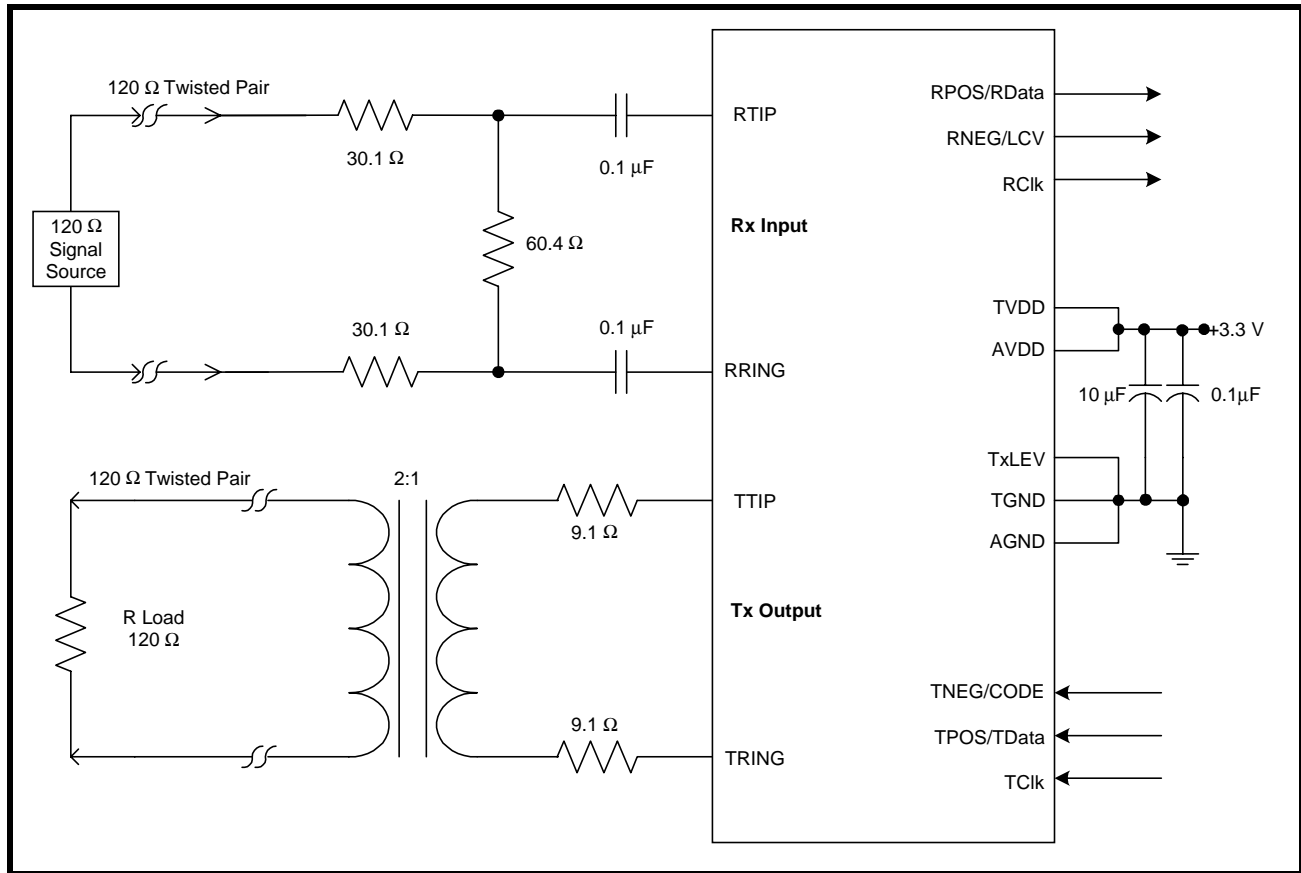 120 Ω Twisted Pair
30.1 Ω
0.1 μF
RTIP
120 Ω
Signal
Source
60.4 Ω
Rx Input
30.1 Ω
0.1 μF
RRING
RPOS/RData
RNEG/LCV
RClk
TVDD
AVDD
+3.3 V
10 μF
0.1μF
TxLEV
TGND
AGND
120 Ω Twisted Pair
2:1
9.1 Ω
TTIP
R Load
120 Ω
Tx Output
9.1 Ω
TRING
TNEG/CODE
TPOS/TData
TClk